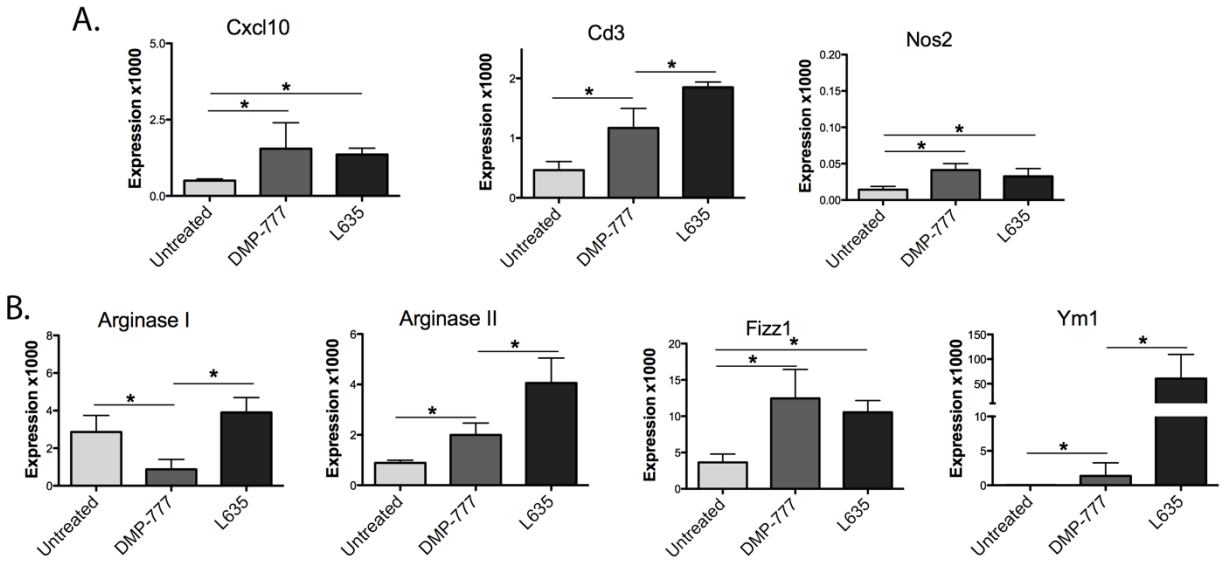 A.
Cxcl10
Expression x1000
5.0
2.5
0.0
*
*
Untreated
DMP-777
L635
Cd3
Expression x1000
2
1
0
*
*
Untreated
DMP-777
L635
Nos2
Expression x1000
0.20
0.15
0.10
0.05
0.00
*
*
Untreated
DMP-777
L635
B.
Arginase I
Expression x1000
8
6
4
2
0
*
*
Untreated
DMP-777
L635
Arginase II
Expression x1000
6
4
2
0
*
*
Untreated
DMP-777
L635
Fizz1
Expression x1000
20
15
10
5
0
*
*
Untreated
DMP-777
L635
Ym1
Expression x1000
150
100
50
10
5
0
*
*
Untreated
DMP-777
L635